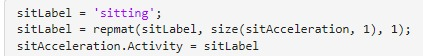 sitLabel = 'sitting';
sitLabel = repmat(sitLabel, size(sitAcceleration, 1), 1);
sitAcceleration.Activity = sitLabel